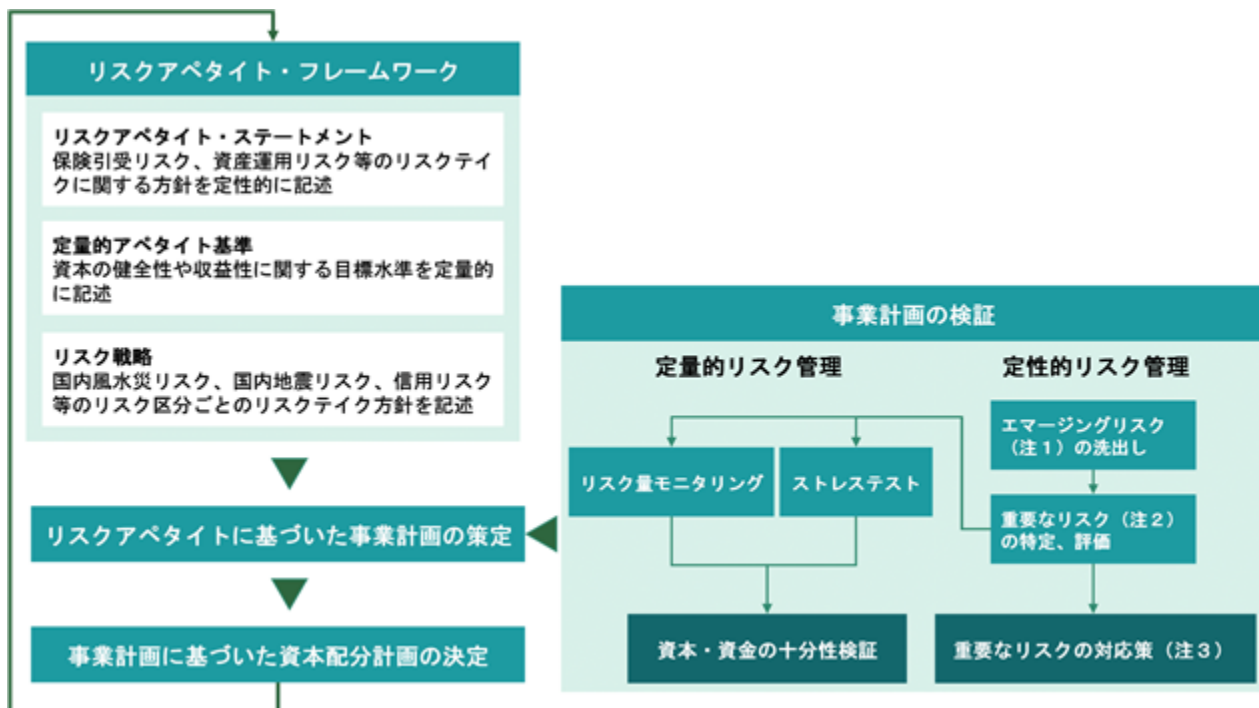 リスクアペタイト・フレームワーク
リスクアペタイト・ステートメント
保険引受リスク、資産運用リスク等のリスクテイ
クに関する方針を定性的に記述
定量的アペタイト基準
資本の健全性や収益性に関する目標水準を定量的
に記述
リスク戦略
国内風水災リスク、国内地震リスク、信用リスク
等のリスク区分ごとのリスクテイク方針を記述
リスクアペタイトに基づいた事業計画の策定
事業計画に基づいた資本配分計画の決定
事業計画の検証
定量的リスク管理
定性的リスク管理
リスク量モニタリング
ストレステスト
エマージングリスク
（注１）の洗出し
重要なリスク（注２）
の特定、評価
資本・資金の十分性検証
重要なリスクの対応策（注３）